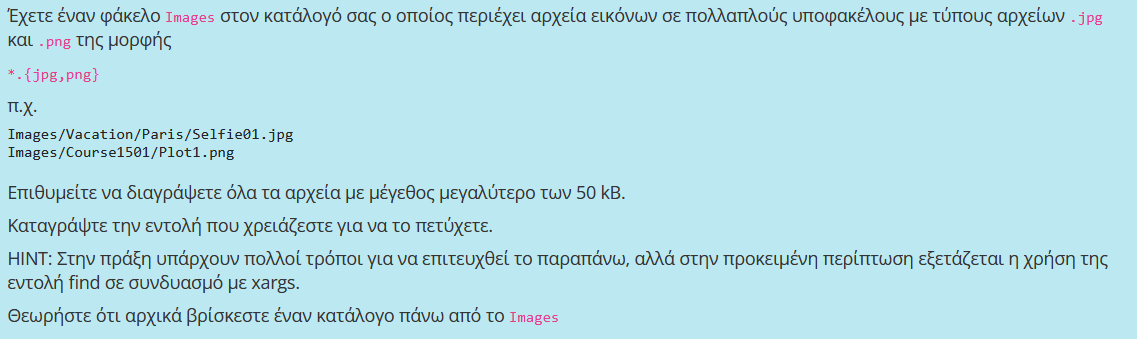 Έχετε έναν φάκελο Images στον κατάλογό σας ο οποίος περιέχει αρχεία εικόνων σε πολλαπλούς υποφακέλους με τύπους αρχείων .jpg
και .png της μορφής
*.{jpg,png}
π.χ.
Images/Vacation/Paris/Selfie01.jpg
Images/Course1501/Plot1.png
Επιθυμείτε να διαγράψετε όλα τα αρχεία με μέγεθος μεγαλύτερο των 50 kB.
Καταγράψτε την εντολή που χρειάζεστε για να το πετύχετε.
HINT: Στην πράξη υπάρχουν πολλοί τρόποι για να επιτευχθεί το παραπάνω, αλλά στην προκειμένη περίπτωση εξετάζεται η χρήση της
εντολή find σε συνδυασμό με xargs.
Θεωρήστε ότι αρχικά βρίσκεστε έναν κατάλογο πάνω από το Images